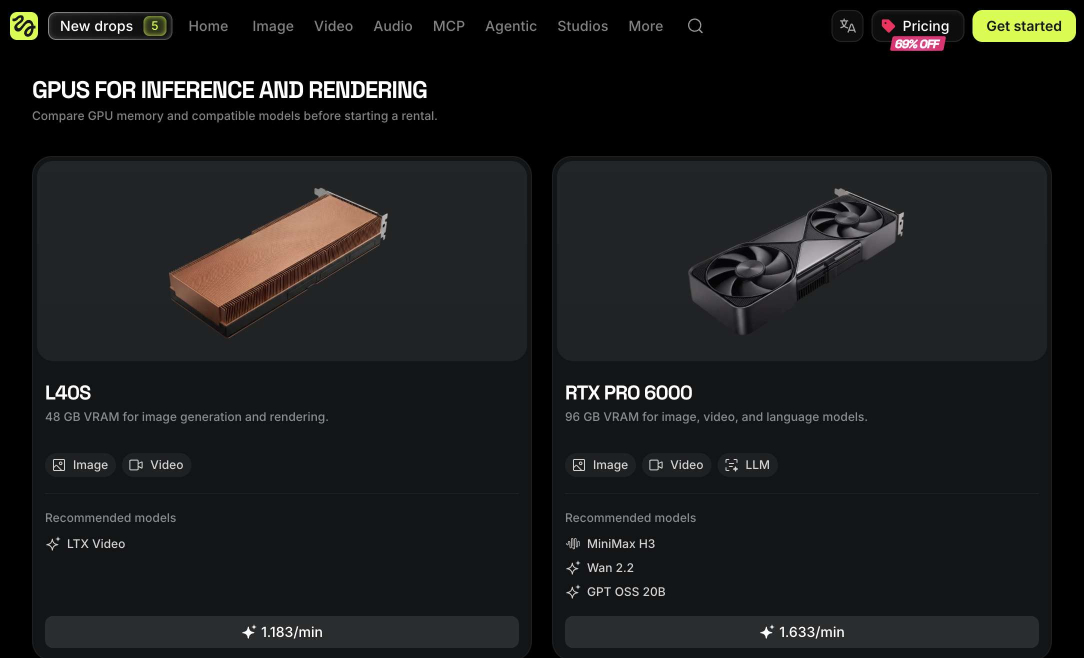 New drops 5 Home Image Video Audio MCP Agentic Studios More Pricing Get started
69% OFF
GPUS FOR INFERENCE AND RENDERING
Compare GPU memory and compatible models before starting a rental.
L40S
48 GB VRAM for image generation and rendering.
Image Video
Recommended models
LTX Video
1.183/min
RTX PRO 6000
96 GB VRAM for image, video, and language models.
Image Video LLM
Recommended models
MiniMax H3
Wan 2.2
GPT OSS 20B
1.633/min